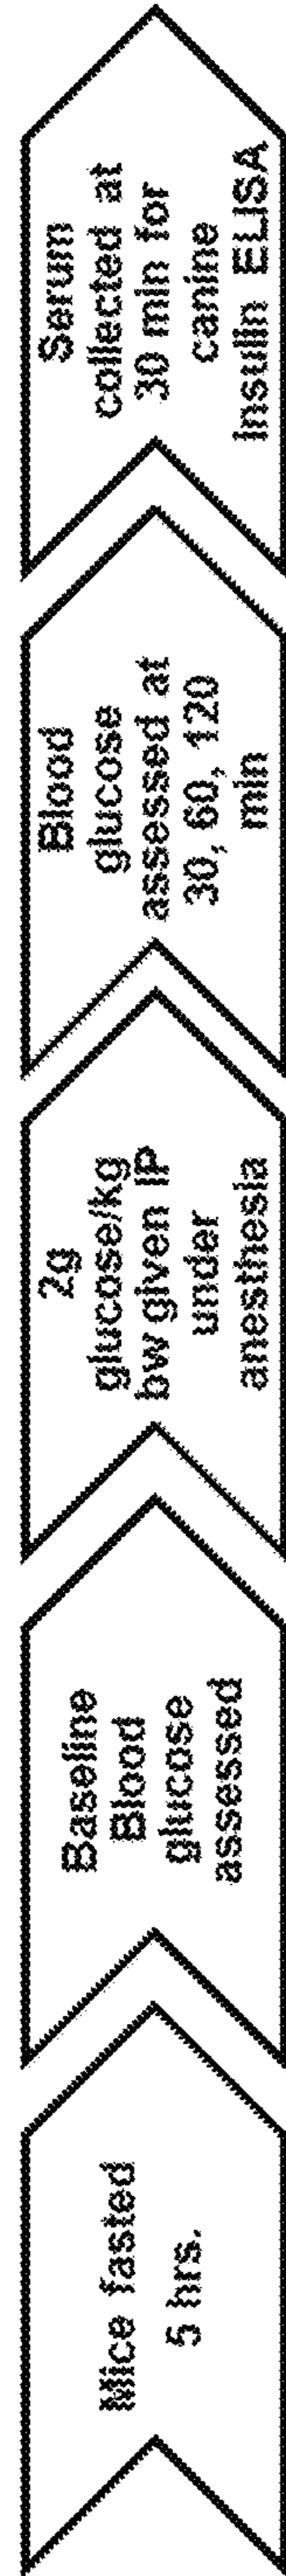 Mice fasted
5 hrs.
Baseline
Blood
glucose
assessed
2g
glucose/kg
bw given IP
under
anesthesia
Blood
glucose
assessed at
30, 60, 120
min
Serum
collected at
30 min for
canine
Insulin ELISA